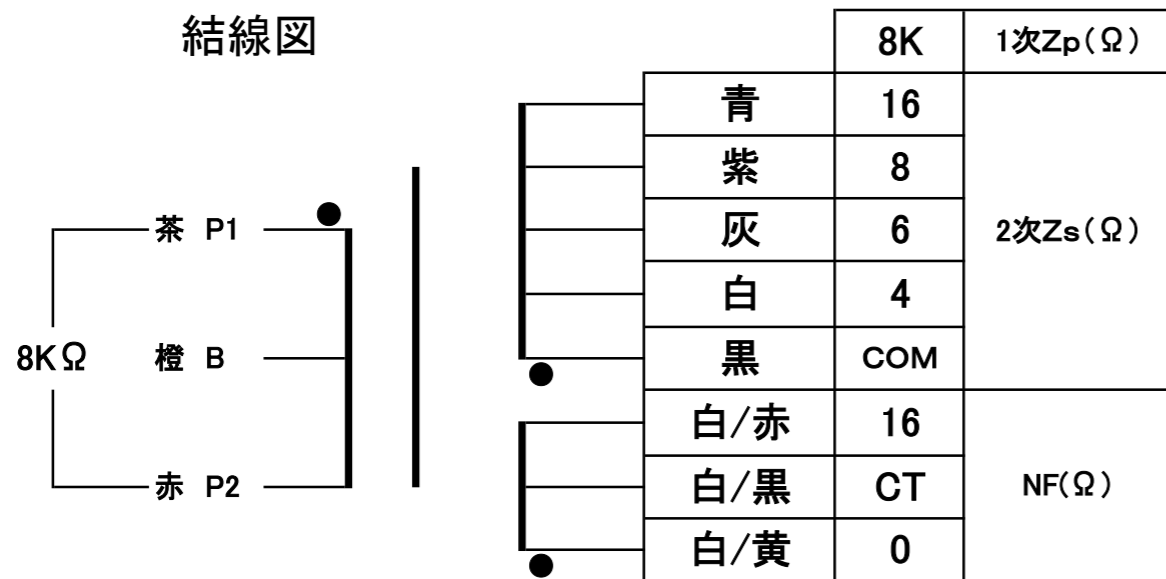 結線図
8K 1次Zp(Ω)
青 16
紫 8
茶 P1 灰 6 2次Zs(Ω)
白 4
8KΩ 橙 B 黒 COM
白/赤 16
赤 P2 白/黒 CT NF(Ω)
白/黄 0